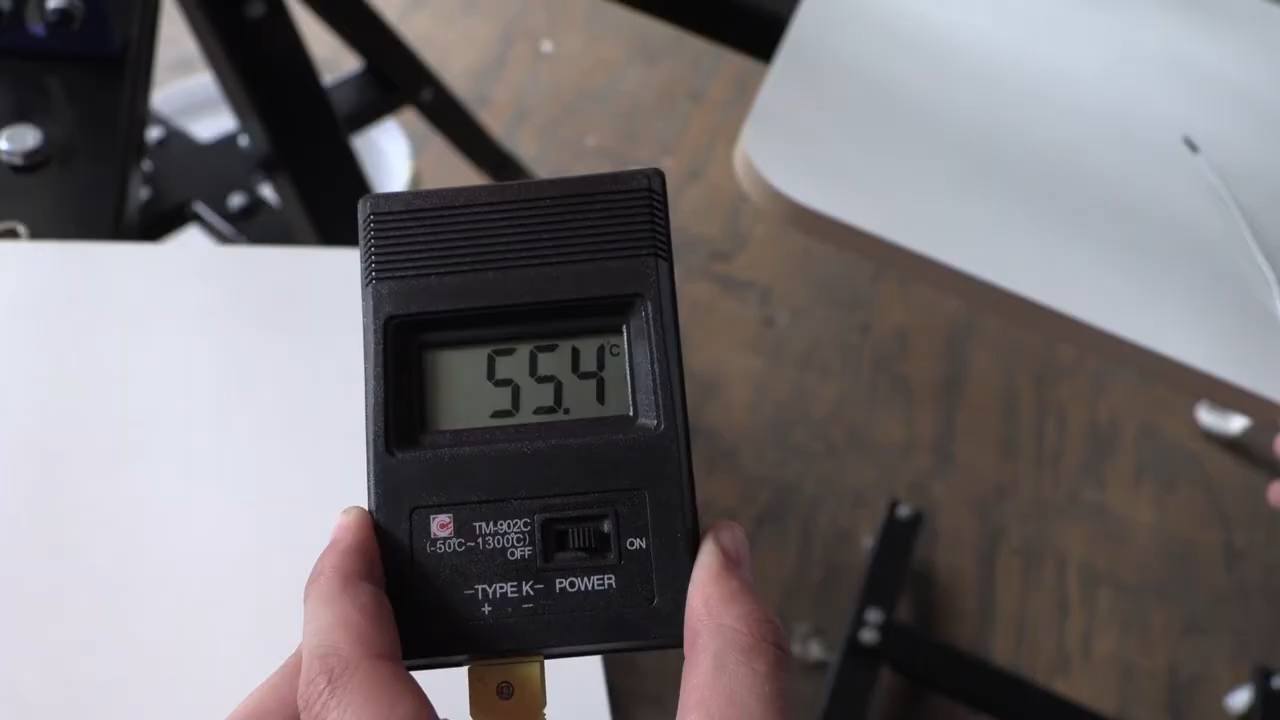 55.4 °C
TM-902C
(-50°C~1300°C)
OFF
ON
-TYPE K- POWER
+ -